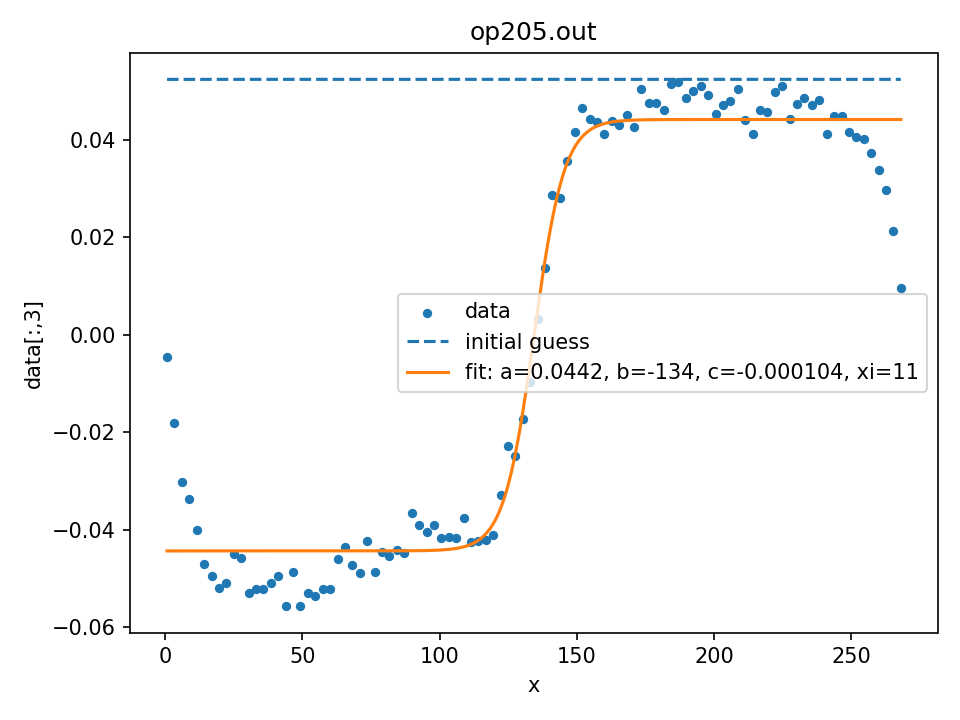 op205.out
0.04
0.02
0.00
−0.02
−0.04
−0.06
data[:,3]
data
initial guess
fit: a=0.0442, b=-134, c=-0.000104, xi=11
0 50 100 150 200 250
x